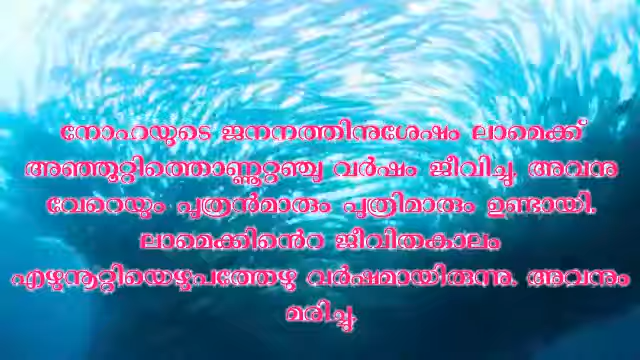 നോഹയുടെ ജനനത്തിനുശേഷം ലാമെക്ക്
അഞ്ഞൂറ്റിത്തൊണ്ണൂറ്റഞ്ചു വർഷം ജീവിച്ചു. അവനു
വേറെയും പുത്രൻമാരും പുത്രിമാരും ഉണ്ടായി.
ലാമെക്കിന്റെ ജീവിതകാലം
എഴുനൂറ്റിയെഴുപത്തേഴു വർഷമായിരുന്നു. അവനും
മരിച്ചു.